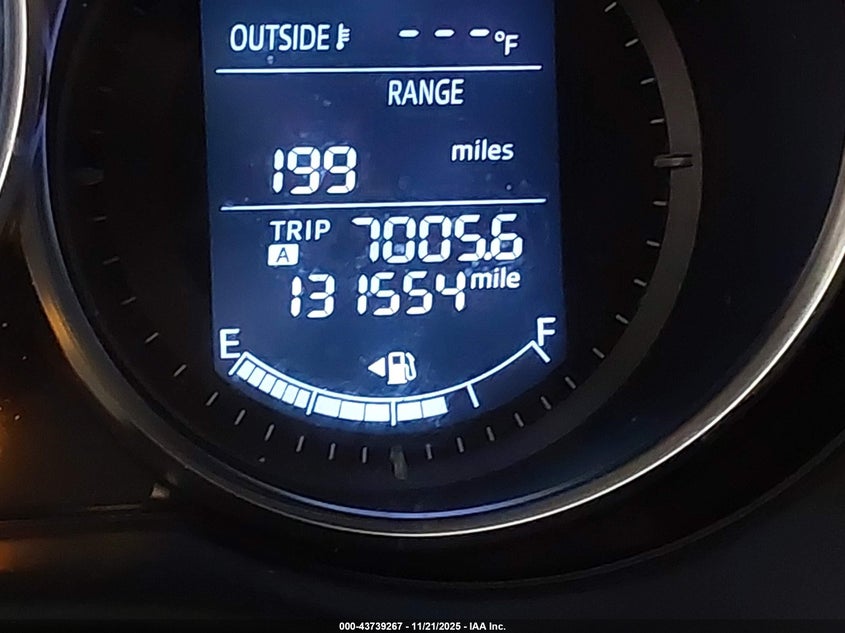 OUTSIDE ---°F
RANGE
199 miles
TRIP A 7005.6
131554 mile
E F
000-43739267 - 11/21/2025 - IAA Inc.